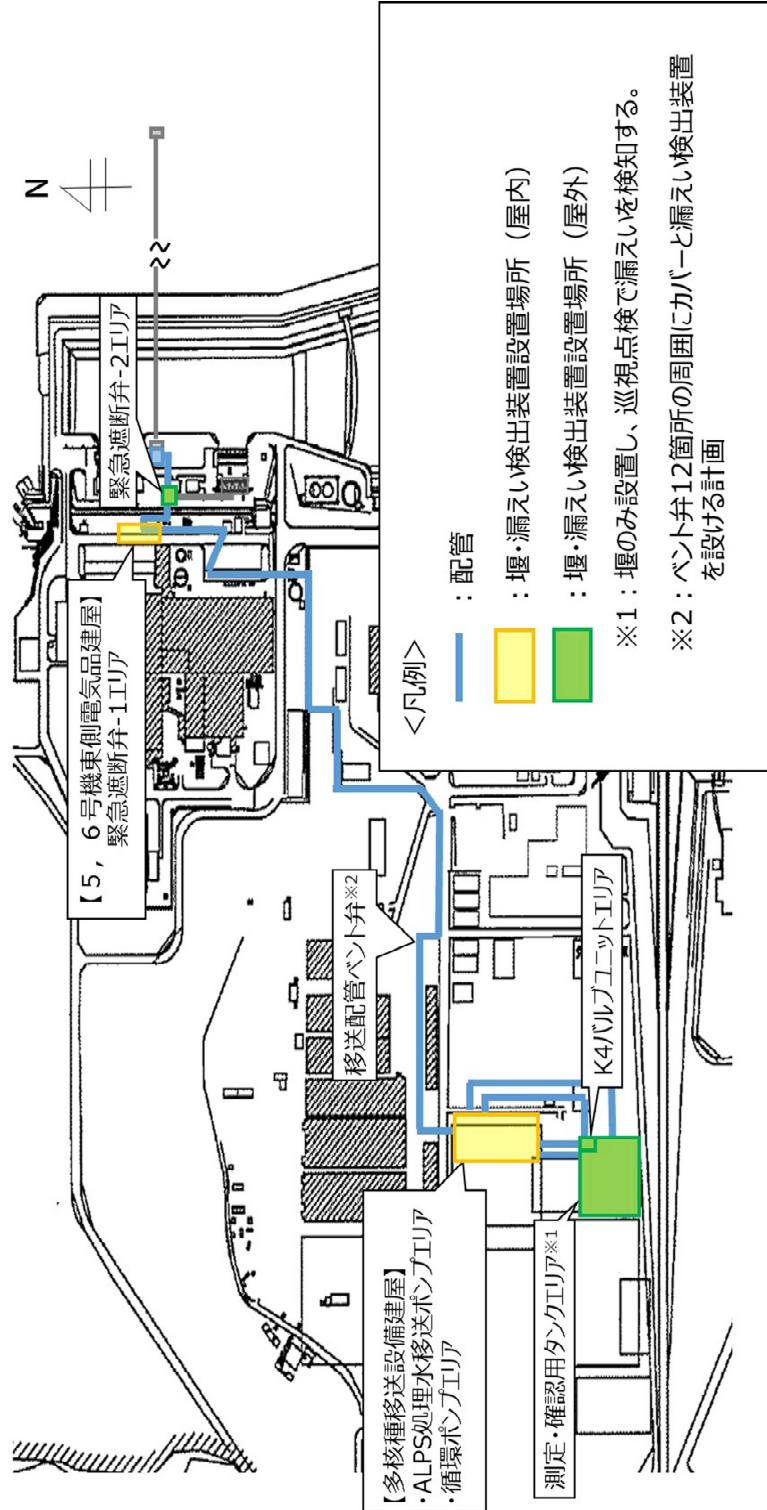 N
緊急遮断弁-2エリア
【5，6号機東側電気品建屋】
緊急遮断弁-1エリア
移送配管ベント弁※2
【多核種移送設備建屋】
・ALPS処理水移送ポンプエリア
・循環ポンプエリア
K4バルブユニットエリア
測定・確認用タンクエリア※1
<凡例>
：配管
：堰・漏えい検出装置設置場所（屋内）
：堰・漏えい検出装置設置場所（屋外）
※1：堰のみ設置し、巡視点検で漏えいを検知する。
※2：ベント弁12箇所の周囲にカバーと漏えい検出装置
を設ける計画